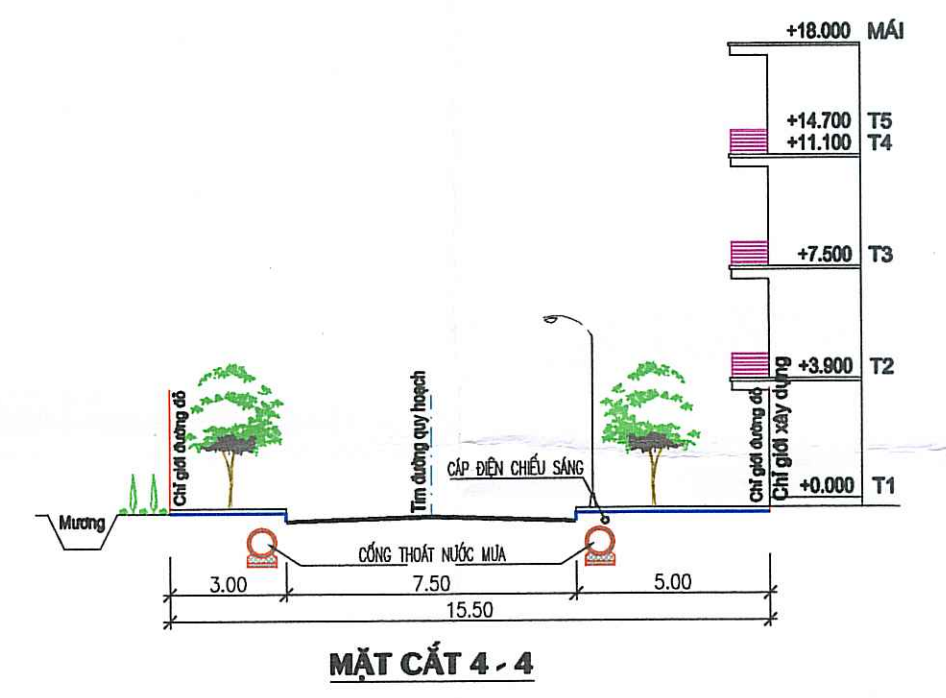 +18.000 MÁI
+14.700 T5
+11.100 T4
+7.500 T3
+3.900 T2
+0.000 T1
Chỉ giới đường đỏ
Tim đường quy hoạch
Chỉ giới đường đỏ
Chỉ giới xây dựng
CÁP ĐIỆN CHIẾU SÁNG
Mương
CỐNG THOÁT NƯỚC MƯA
3.00 7.50 5.00
15.50
MẶT CẮT 4 - 4